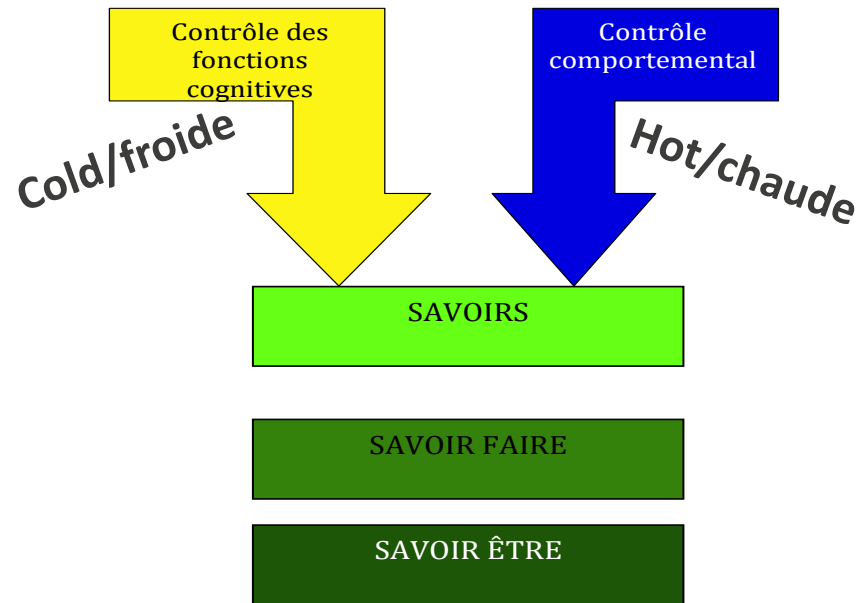 Contrôle des
fonctions
cognitives
Contrôle
comportemental
Cold/froide
Hot/chaude
SAVOIRS
SAVOIR FAIRE
SAVOIR ÊTRE